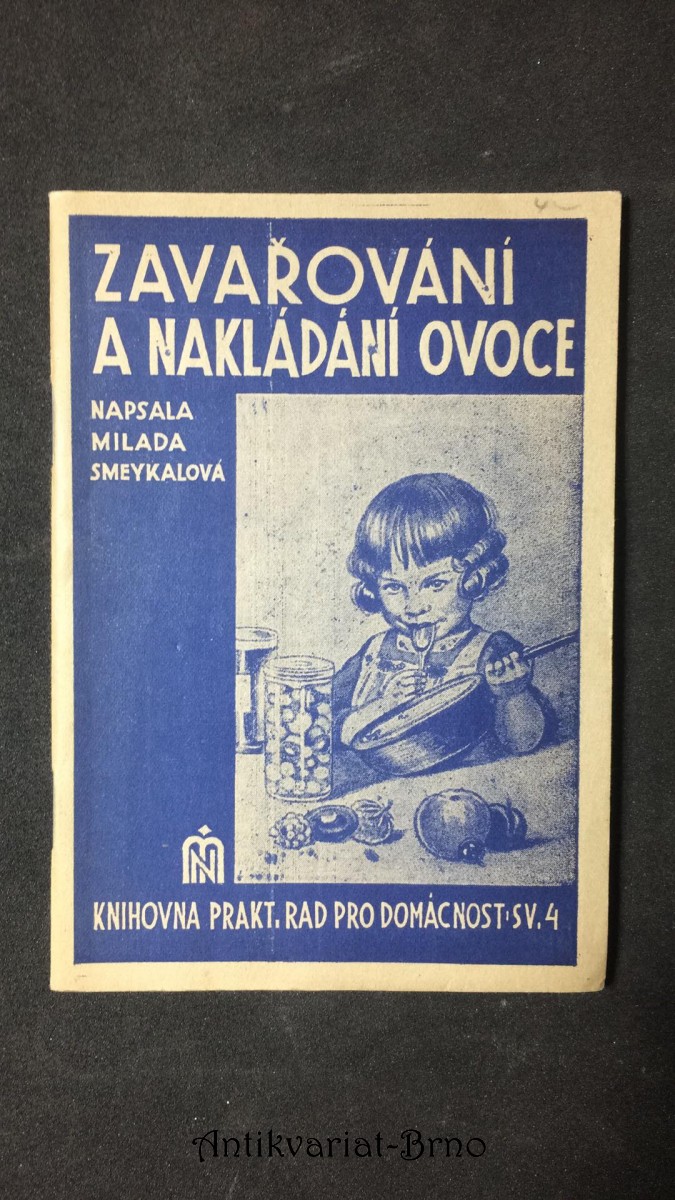 ZAVAŘOVÁNÍ
A NAKLÁDÁNÍ OVOCE
NAPSALA
MILADA
SMEYKALOVÁ
KNIHOVNA PRAKT. RAD PRO DOMÁCNOST: SV. 4
Antikvariat-Brno